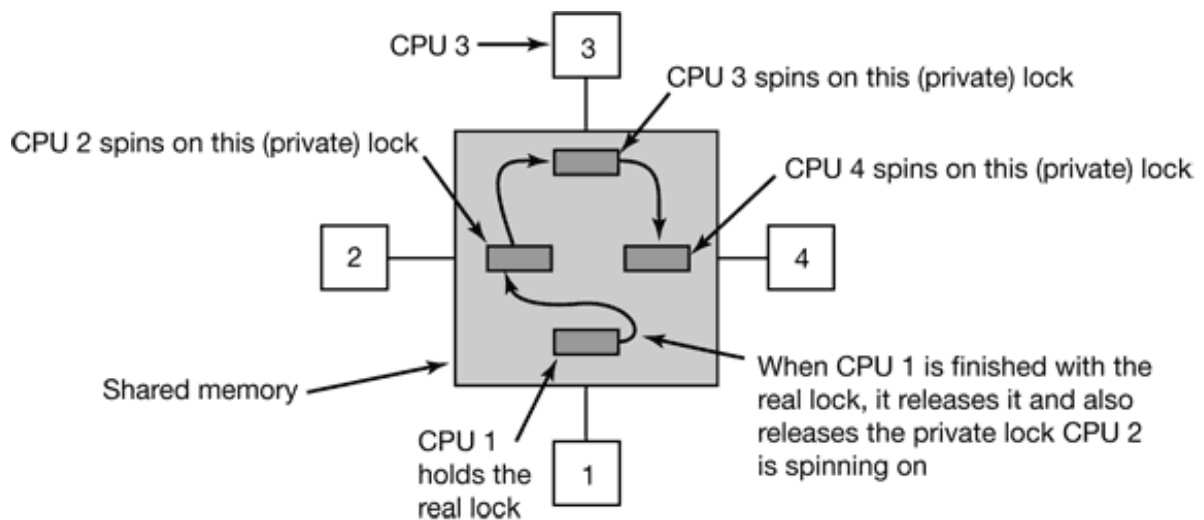 CPU 3
3
CPU 3 spins on this (private) lock
CPU 2 spins on this (private) lock
CPU 4 spins on this (private) lock
2
4
Shared memory
When CPU 1 is finished with the
real lock, it releases it and also
releases the private lock CPU 2
is spinning on
CPU 1
holds the
real lock
1